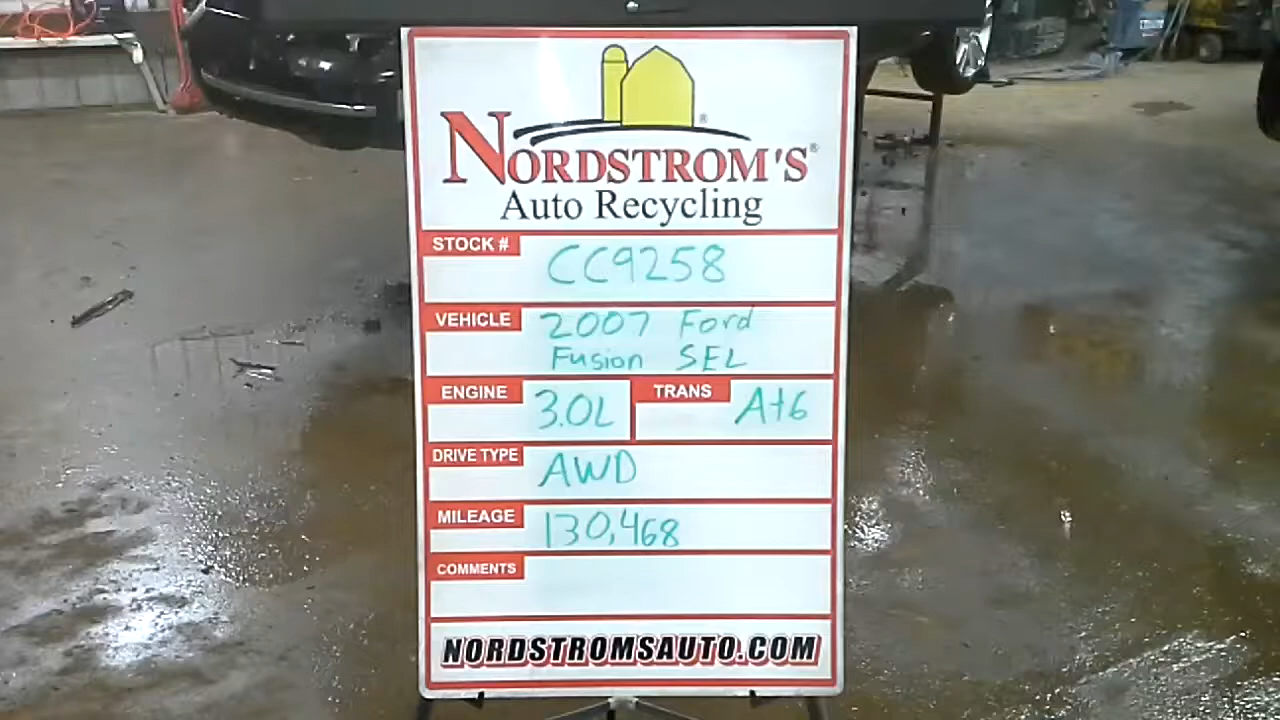 NORDSTROM'S®
Auto Recycling
STOCK # CC9258
VEHICLE 2007 Ford
Fusion SEL
ENGINE 3.0L TRANS At6
DRIVE TYPE AWD
MILEAGE 130,468
COMMENTS
NORDSTROMSAUTO.COM